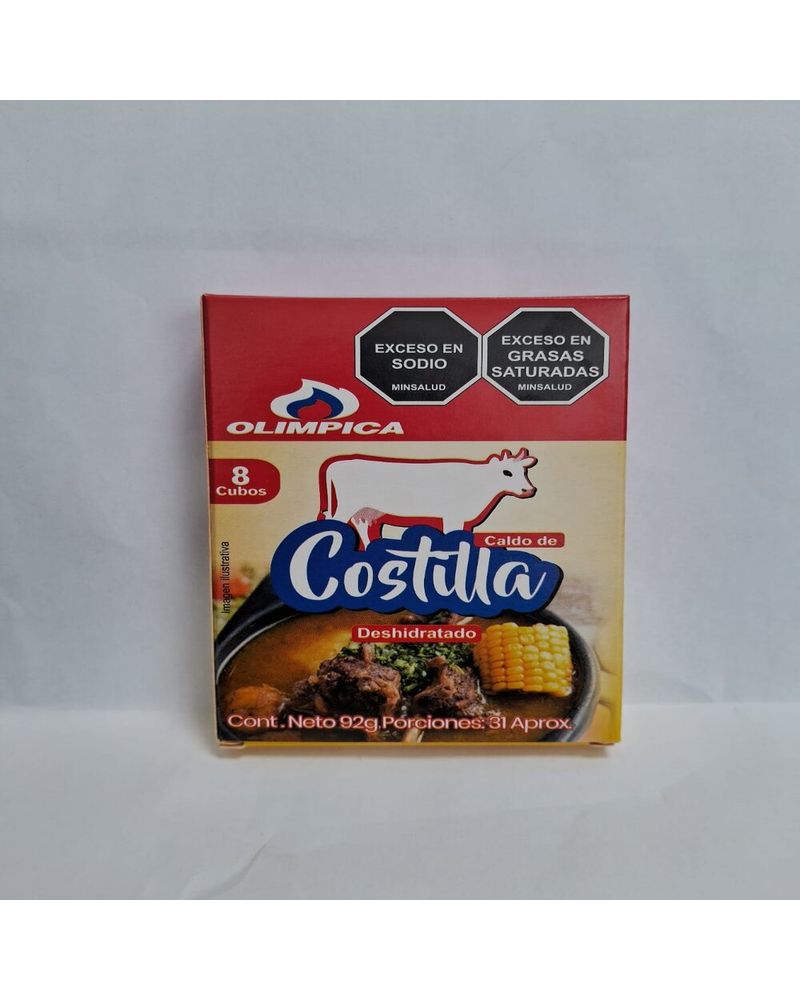 EXCESO EN
SODIO
MINSALUD
EXCESO EN
GRASAS
SATURADAS
MINSALUD
OLIMPICA
8
Cubos
Caldo de
Costilla
Deshidratado
Imagen ilustrativa
Cont. Neto 92g, Porciones: 31 Aprox.